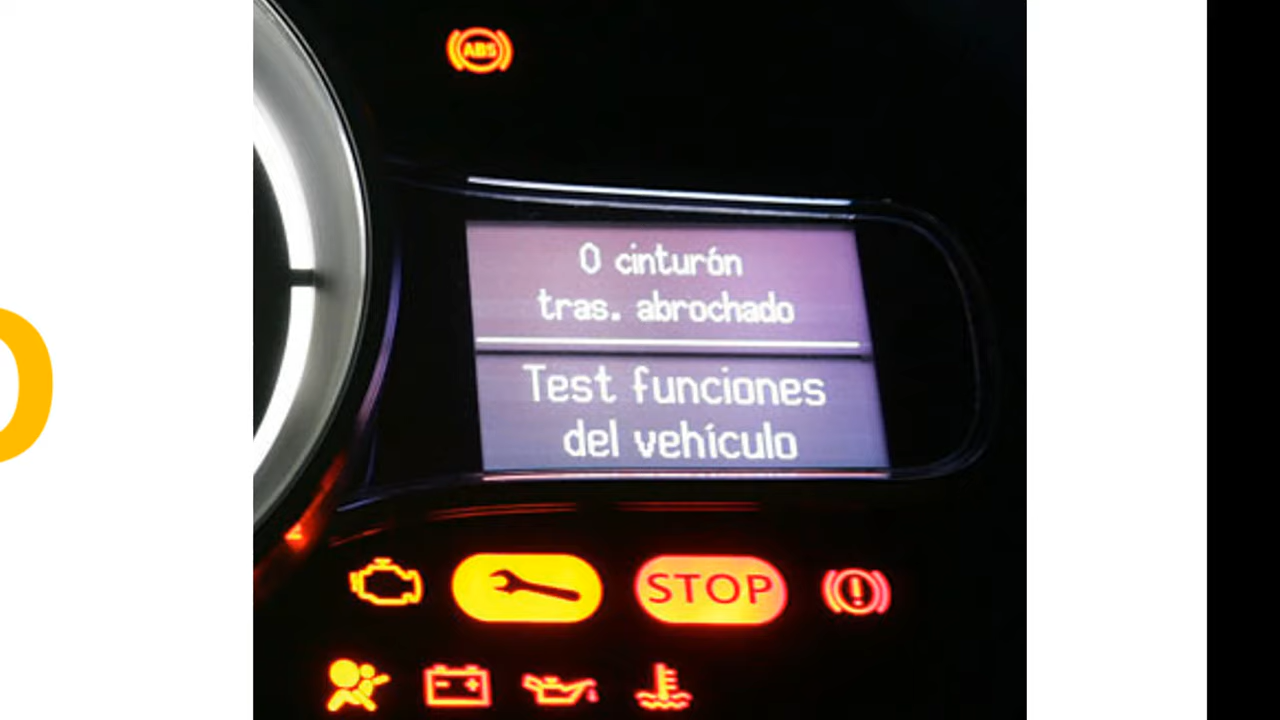 ABS
0 cinturón
tras. abrochado
Test funciones
del vehículo
STOP